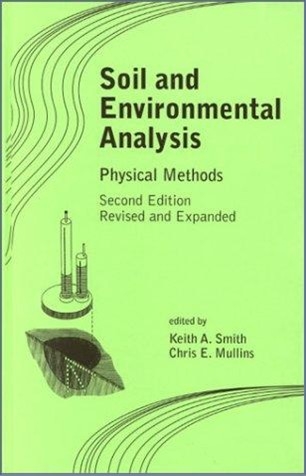 Soil and
Environmental
Analysis
Physical Methods
Second Edition
Revised and Expanded
edited by
Keith A. Smith
Chris E. Mullins